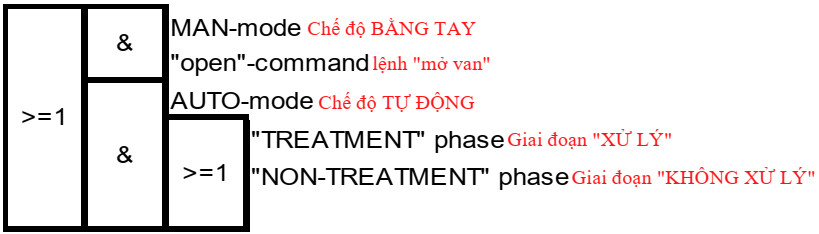 & MAN-mode Chế độ BẰNG TAY
"open"-command lệnh "mở van"
AUTO-mode Chế độ TỰ ĐỘNG
>=1
& "TREATMENT" phase Giai đoạn "XỬ LÝ"
>=1 "NON-TREATMENT" phase Giai đoạn "KHÔNG XỬ LÝ"